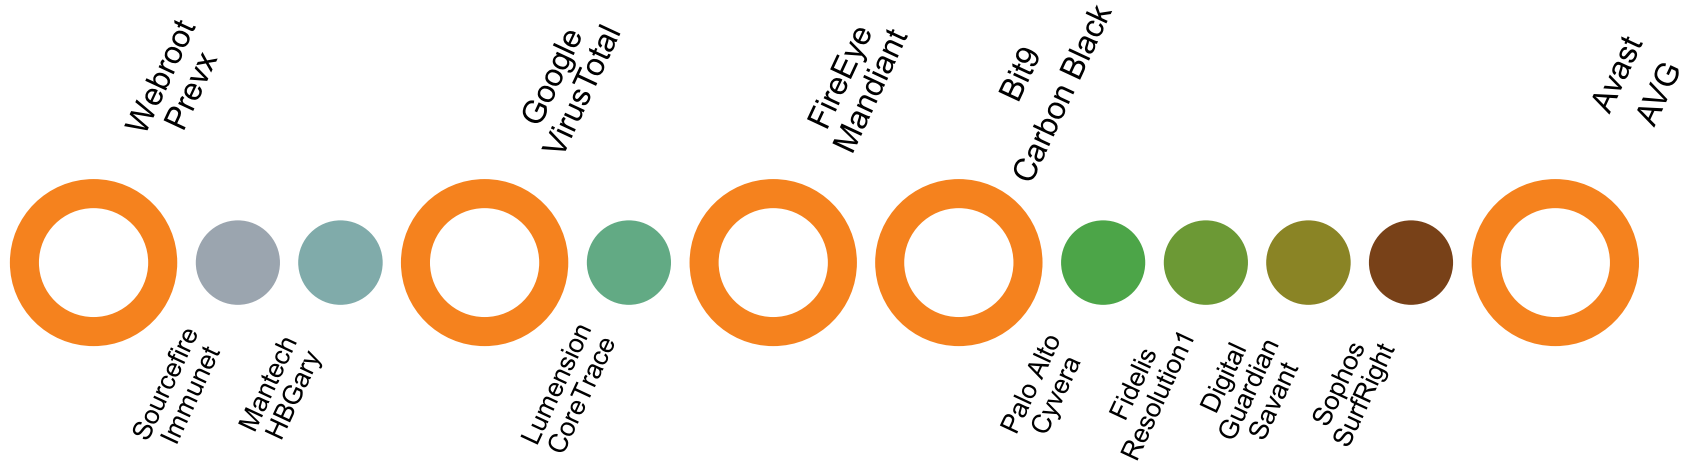 Webroot
Prevx
Google
VirusTotal
FireEye
Mandiant
Bit9
Carbon Black
Avast
AVG
Sourcefire
Immunet
Mantech
HBGary
Lumension
CoreTrace
Palo Alto
Cyvera
Fidelis
Resolution1
Digital
Guardian
Savant
Sophos
SurfRight